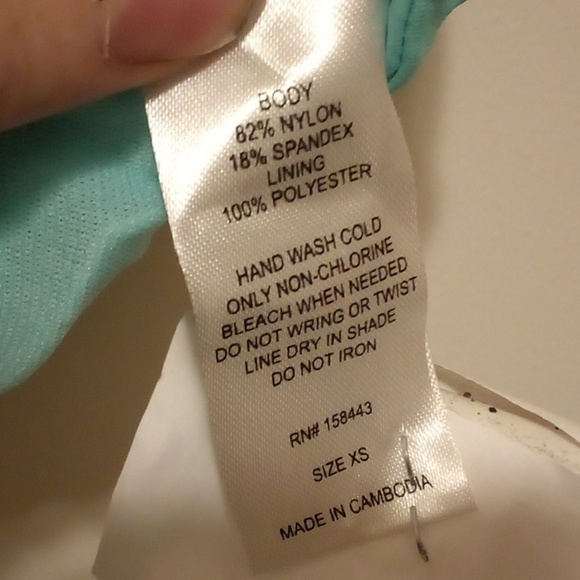 BODY
82% NYLON
18% SPANDEX
LINING
100% POLYESTER
HAND WASH COLD
ONLY NON-CHLORINE
BLEACH WHEN NEEDED
DO NOT WRING OR TWIST
LINE DRY IN SHADE
DO NOT IRON
RN# 158443
SIZE XS
MADE IN CAMBODIA